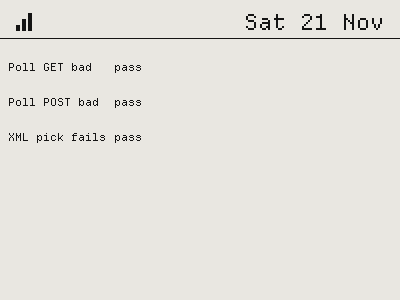 Sat 21 Nov
Poll GET bad pass
Poll POST bad pass
XML pick fails pass